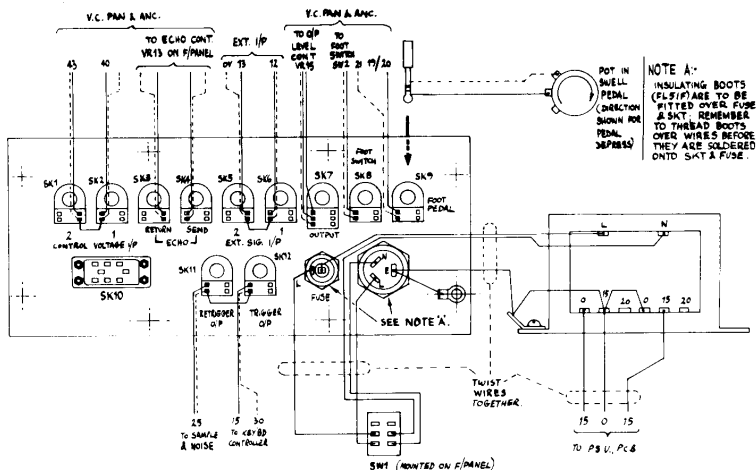 V.C. PAN & ANC.
V.C. PAN & ANC.
TO ECHO CONT.
VR13 ON F/PANEL
EXT. I/P
TO O/P
LEVEL
CONT
VR15
TO
FOOT
SWITCH
SW2
21
19/20
43
40
0V
13
12
POT IN
SWELL
PEDAL
(DIRECTION
SHOWN FOR
PEDAL
DEPRESS)
NOTE A:-
INSULATING BOOTS
(FL5/F) ARE TO BE
FITTED OVER FUSE
& SKT: REMEMBER
TO THREAD BOOTS
OVER WIRES BEFORE
THEY ARE SOLDERED
ONTO SKT & FUSE.
FOOT
SWITCH
SK1
SK2
SK3
SK4
SK5
SK6
SK7
SK8
SK9
FOOT
PEDAL
2
1
RETURN
SEND
2
1
OUTPUT
CONTROL VOLTAGE I/P
ECHO
EXT. SIG. I/P
SK10
SK11
SK12
RETRIGGER
O/P
TRIGGER
O/P
L
FUSE
N
E
L
SEE NOTE 'A'.
L
N
0
15
20
0
15
20
TWIST
WIRES
TOGETHER.
25
15
30
TO SAMPLE
& NOISE
TO KEYBD
CONTROLLER
15
0
15
TO P.S.U., PCB
SW1 (MOUNTED ON F/PANEL)